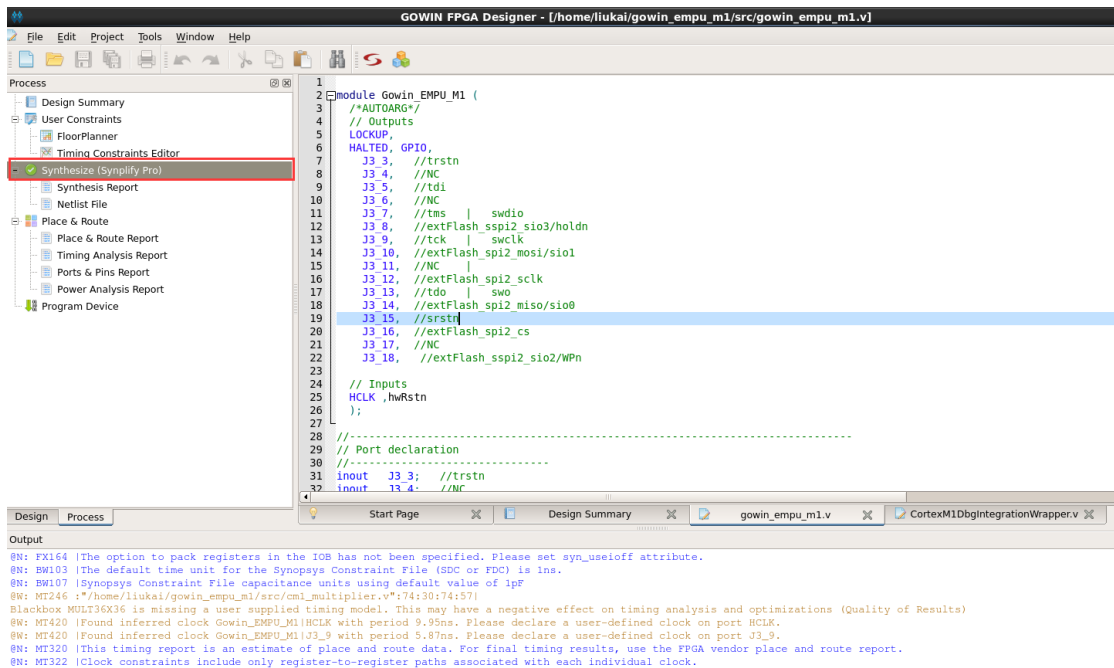 GOWIN FPGA Designer - [/home/liukai/gowin_empu_m1/src/gowin_empu_m1.v]
File Edit Project Tools Window Help
Process
Design Summary
User Constraints
FloorPlanner
Timing Constraints Editor
Synthesize (Synplify Pro)
Synthesis Report
Netlist File
Place & Route
Place & Route Report
Timing Analysis Report
Ports & Pins Report
Power Analysis Report
Program Device
Design Process
1
2 module Gowin_EMPU_M1 (
3 /*AUTOARG*/
4 // Outputs
5 LOCKUP,
6 HALTED, GPIO,
7 J3_3, //trstn
8 J3_4, //NC
9 J3_5, //tdi
10 J3_6, //NC
11 J3_7, //tms | swdio
12 J3_8, //extFlash_sspi2_sio3/holdn
13 J3_9, //tck | swclk
14 J3_10, //extFlash_spi2_mosi/sio1
15 J3_11, //NC |
16 J3_12, //extFlash_spi2_sclk
17 J3_13, //tdo | swo
18 J3_14, //extFlash_spi2_miso/sio0
19 J3_15, //srstn
20 J3_16, //extFlash_spi2_cs
21 J3_17, //NC
22 J3_18, //extFlash_sspi2_sio2/WPn
23
24 // Inputs
25 HCLK ,hwRstn
26 );
27
28 //------------------------------------------------------------------------------
29 // Port declaration
30 //-------------------------------
31 inout J3_3; //trstn
32 inout J3_4; //NC
Start Page Design Summary gowin_empu_m1.v CortexM1DbgIntegrationWrapper.v
Output
@N: FX164 |The option to pack registers in the IOB has not been specified. Please set syn_useioff attribute.
@N: BW103 |The default time unit for the Synopsys Constraint File (SDC or FDC) is 1ns.
@N: BW107 |Synopsys Constraint File capacitance units using default value of 1pF
@W: MT246 :"/home/liukai/gowin_empu_m1/src/cm1_multiplier.v":74:30:74:57|
Blackbox MULT36X36 is missing a user supplied timing model. This may have a negative effect on timing analysis and optimizations (Quality of Results)
@W: MT420 |Found inferred clock Gowin_EMPU_M1|HCLK with period 9.95ns. Please declare a user-defined clock on port HCLK.
@W: MT420 |Found inferred clock Gowin_EMPU_M1|J3_9 with period 5.87ns. Please declare a user-defined clock on port J3_9.
@N: MT320 |This timing report is an estimate of place and route data. For final timing results, use the FPGA vendor place and route report.
@N: MT322 |Clock constraints include only register-to-register paths associated with each individual clock.